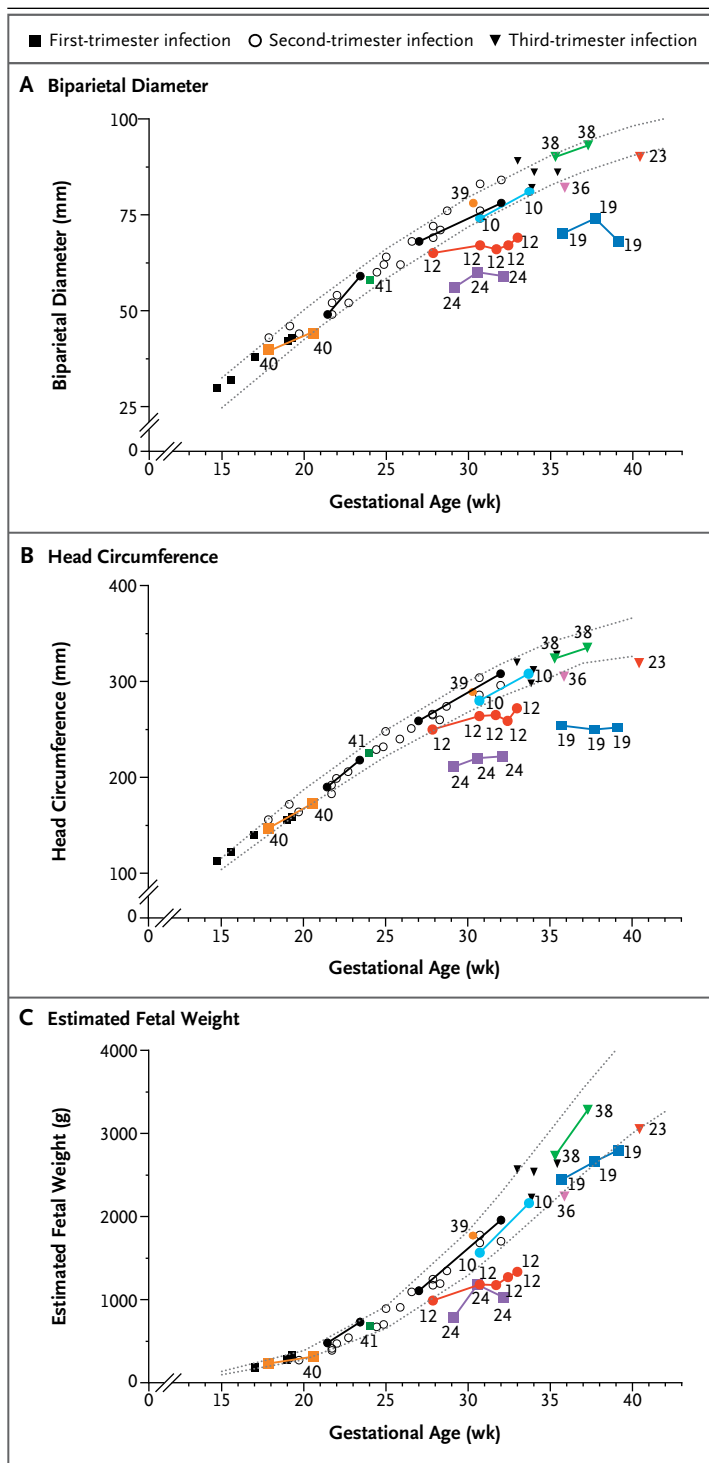 First-trimester infection Second-trimester infection Third-trimester infection
A Biparietal Diameter
Biparietal Diameter (mm)
100
75
50
25
0
0 15 20 25 30 35 40
40 40 41 39 12 24 10 12 24 12 12 12 24 10 38 38 36 19 19 19 23
Gestational Age (wk)
B Head Circumference
Head Circumference (mm)
400
300
200
100
0
0 15 20 25 30 35 40
40 40 41 39 12 24 10 12 24 12 12 12 24 10 38 38 36 19 19 19 23
Gestational Age (wk)
C Estimated Fetal Weight
Estimated Fetal Weight (g)
4000
3000
2000
1000
0
0 15 20 25 30 35 40
40 41 39 12 24 10 12 24 12 12 12 24 10 38 38 36 19 19 19 23
Gestational Age (wk)